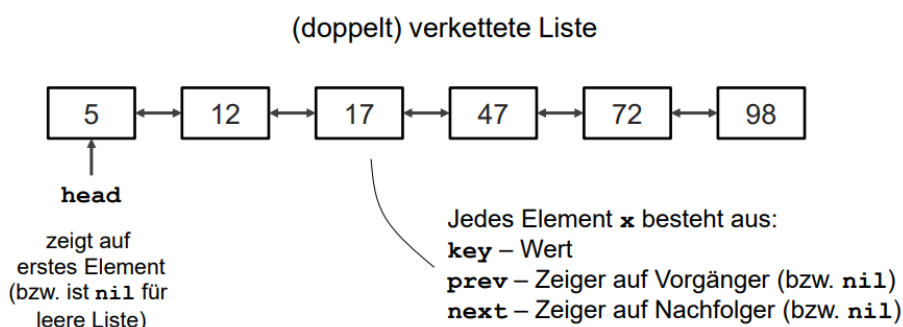 (doppelt) verkettete Liste
5 12 17 47 72 98
head
zeigt auf
erstes Element
(bzw. ist nil für
leere Liste)
Jedes Element x besteht aus:
key – Wert
prev – Zeiger auf Vorgänger (bzw. nil)
next – Zeiger auf Nachfolger (bzw. nil)